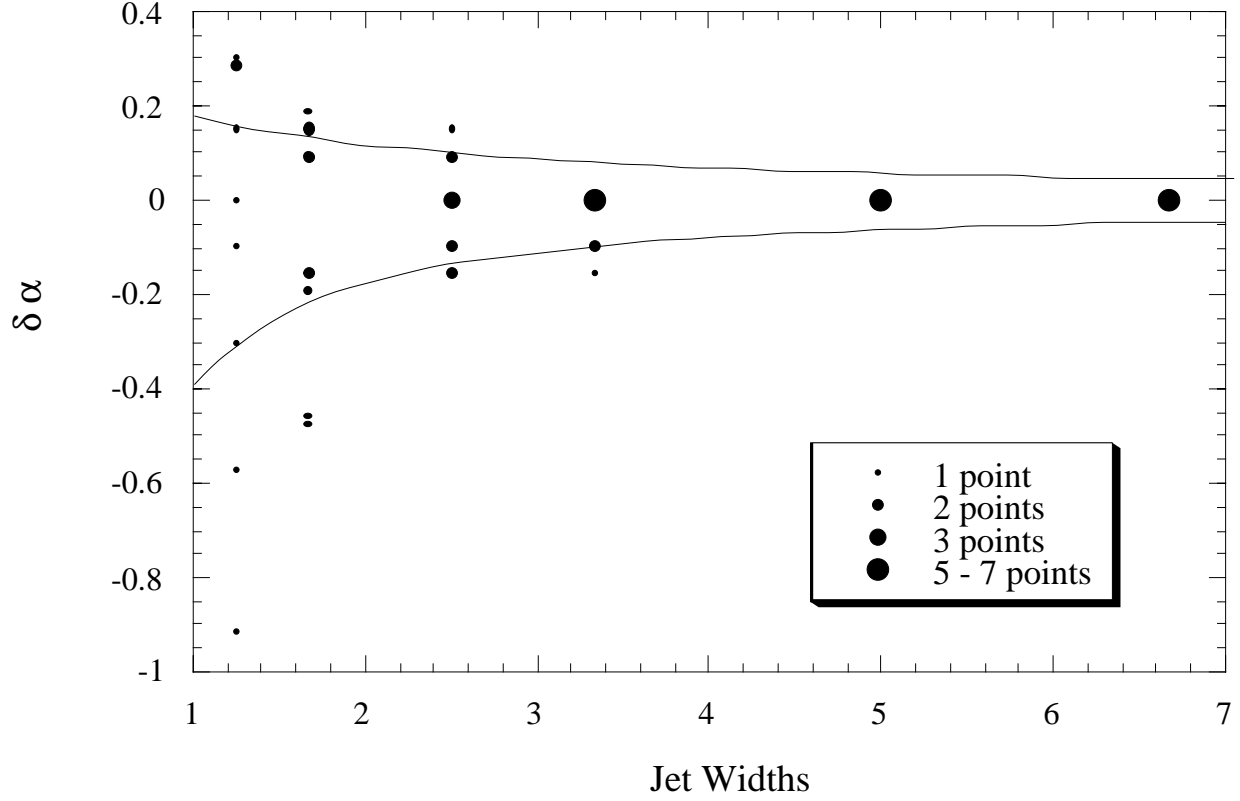 0.4
0.2
0
-0.2
-0.4
-0.6
-0.8
-1
δ α
1 point
2 points
3 points
5 - 7 points
1 2 3 4 5 6 7
Jet Widths